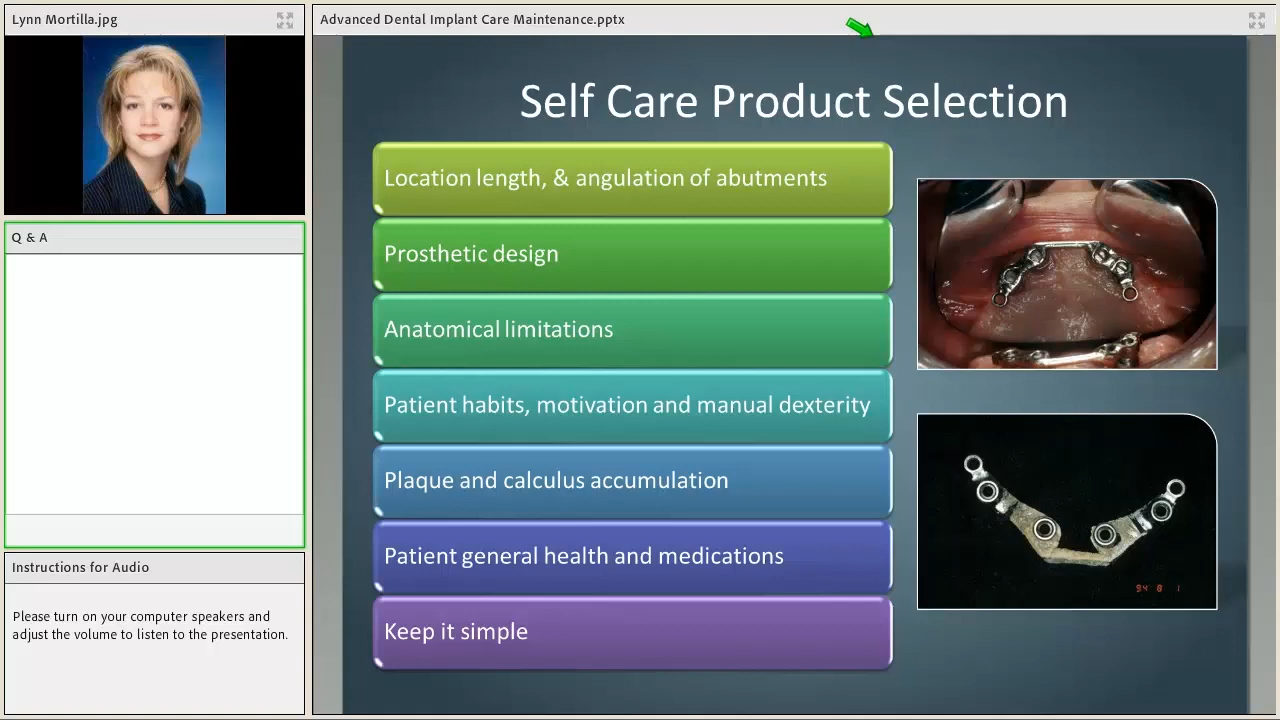 Lynn Mortilla.jpg
Advanced Dental Implant Care Maintenance.pptx
Q & A
Instructions for Audio
Please turn on your computer speakers and
adjust the volume to listen to the presentation.
Self Care Product Selection
Location length, & angulation of abutments
Prosthetic design
Anatomical limitations
Patient habits, motivation and manual dexterity
Plaque and calculus accumulation
Patient general health and medications
Keep it simple
94 8 1